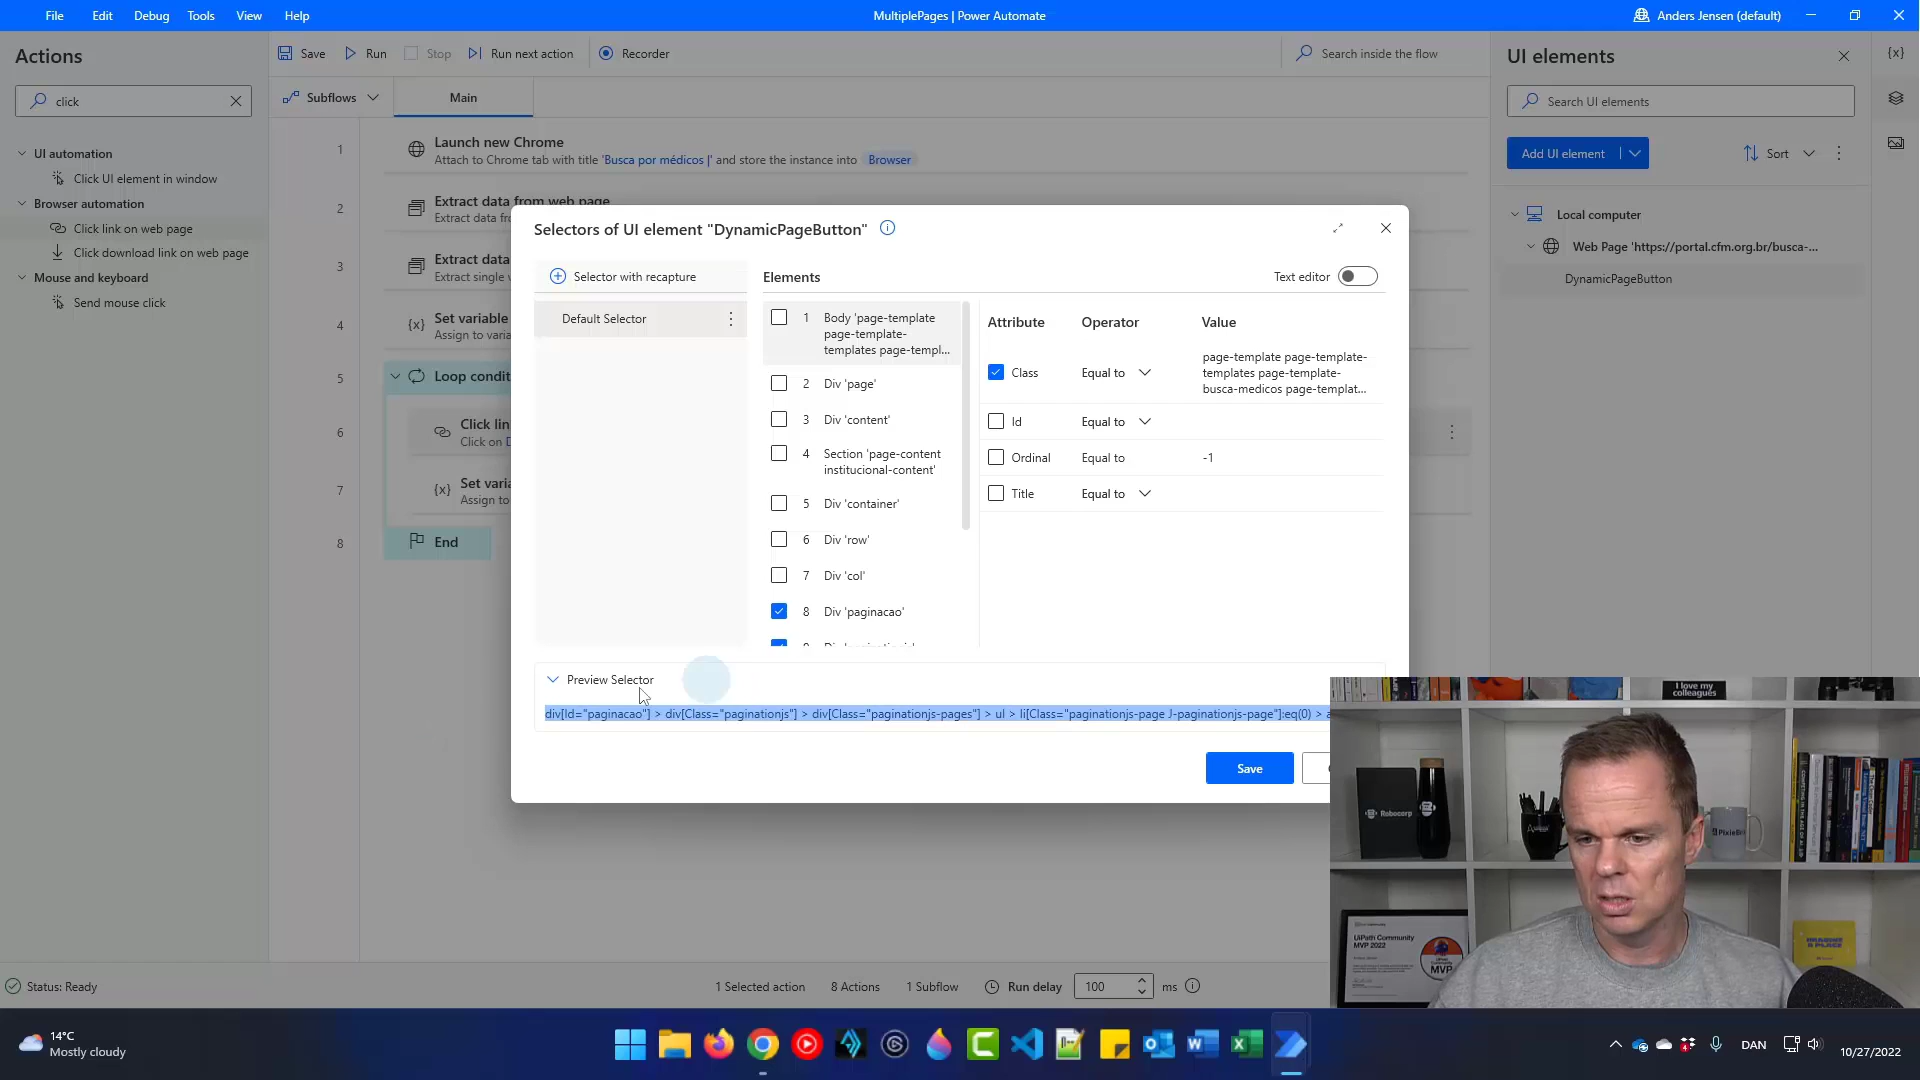 File Edit Debug Tools View Help
MultiplePages | Power Automate
Anders Jensen (default)
Actions
click
UI automation
Click UI element in window
Browser automation
Click link on web page
Click download link on web page
Mouse and keyboard
Send mouse click
Save Run Stop Run next action Recorder
Search inside the flow
Subflows Main
1 Launch new Chrome
Attach to Chrome tab with title 'Busca por médicos |' and store the instance into Browser
2 Extract data from web page
Extract data
3 Extract data
Extract single
4 Set variable
Assign to varia
5 Loop condit
6 Click lin
Click on D
7 Set varia
Assign to
8 End
Selectors of UI element "DynamicPageButton"
Selector with recapture
Default Selector
Elements
Text editor
1 Body 'page-template
page-template-
templates page-templ...
2 Div 'page'
3 Div 'content'
4 Section 'page-content
institucional-content'
5 Div 'container'
6 Div 'row'
7 Div 'col'
8 Div 'paginacao'
Attribute Operator Value
Class Equal to page-template page-template-
templates page-template-
busca-medicos page-templat...
Id Equal to
Ordinal Equal to -1
Title Equal to
Preview Selector
div[Id="paginacao"] > div[Class="paginationjs"] > div[Class="paginationjs-pages"] > ul > li[Class="paginationjs-page J-paginationjs-page"]:eq(0) > a
Save
UI elements
Search UI elements
Add UI element Sort
Local computer
Web Page 'https://portal.cfm.org.br/busca-...
DynamicPageButton
I love my
colleagues
Robocorp
PixieBrix
UiPath Community
MVP 2022
MVP
Status: Ready
1 Selected action 8 Actions 1 Subflow Run delay 100 ms
14°C
Mostly cloudy
DAN
10/27/2022